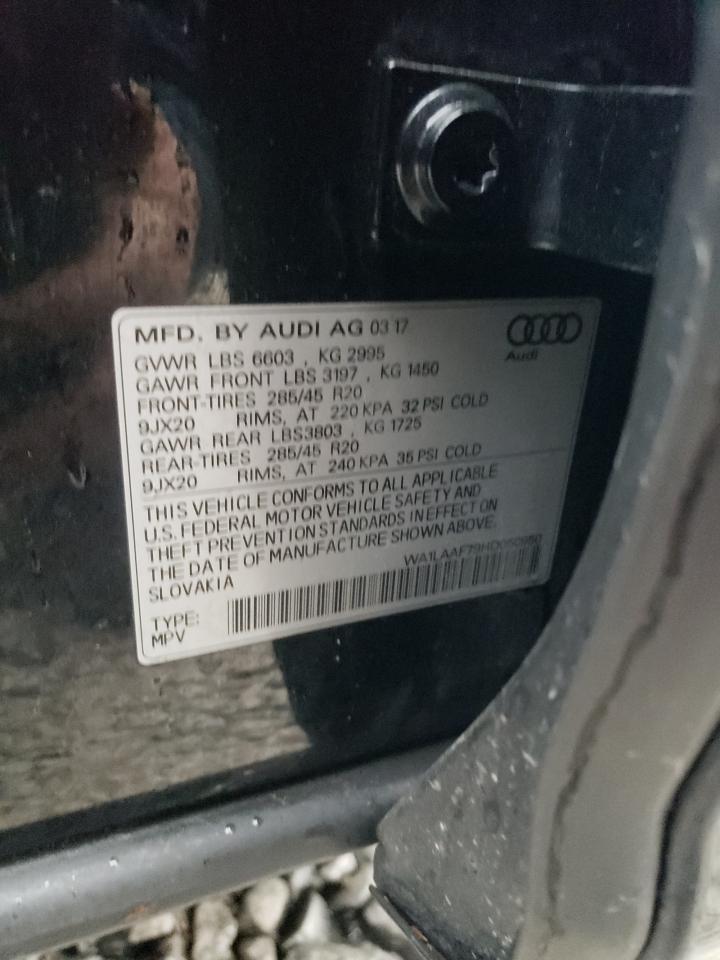 MFD. BY AUDI AG 03 17
Audi
GVWR LBS 6603 , KG 2995
GAWR FRONT LBS 3197 , KG 1450
FRONT-TIRES 285/45 R20
9JX20 RIMS, AT 220 KPA 32 PSI COLD
GAWR REAR LBS3803 , KG 1725
REAR-TIRES 285/45 R20
9JX20 RIMS, AT 240 KPA 35 PSI COLD
THIS VEHICLE CONFORMS TO ALL APPLICABLE
U.S. FEDERAL MOTOR VEHICLE SAFETY AND
THEFT PREVENTION STANDARDS IN EFFECT ON
THE DATE OF MANUFACTURE SHOWN ABOVE.
SLOVAKIA
WA1LAAF79HD050950
TYPE:
MPV